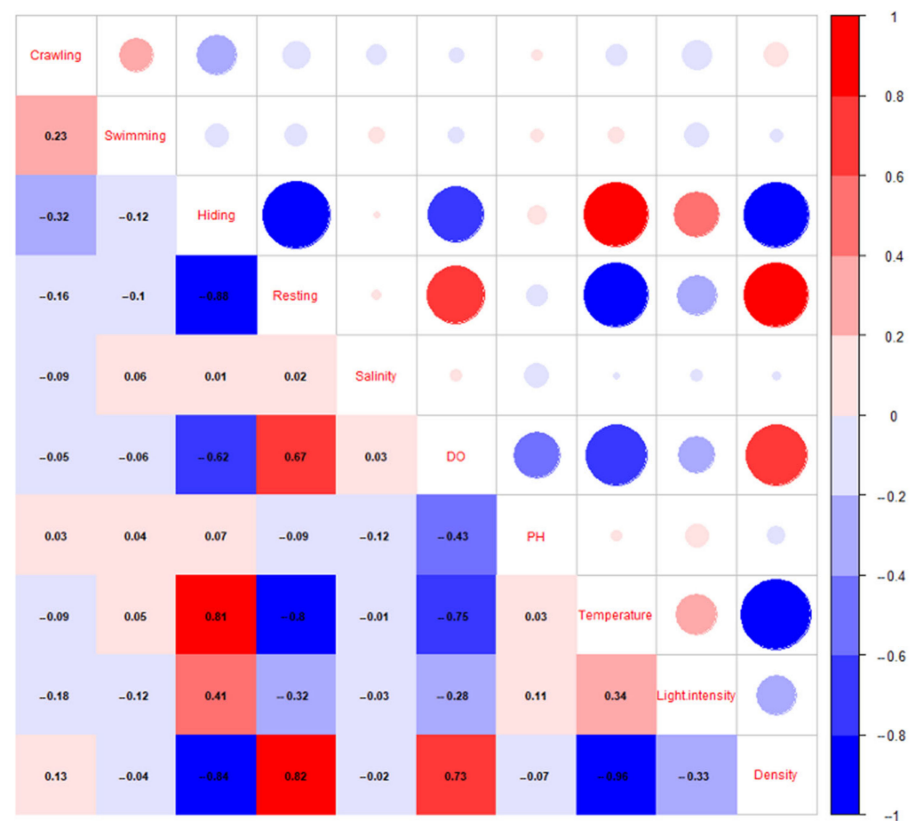 1
Crawling
0.8
0.23 Swimming
0.6
−0.32 −0.12 Hiding
0.4
−0.16 −0.1 −0.88 Resting
0.2
−0.09 0.06 0.01 0.02 Salinity
0
−0.05 −0.06 −0.62 0.67 0.03 DO
−0.2
0.03 0.04 0.07 −0.09 −0.12 −0.43 PH
−0.4
−0.09 0.05 0.81 −0.8 −0.01 −0.75 0.03 Temperature
−0.6
−0.18 −0.12 0.41 −0.32 −0.03 −0.28 0.11 0.34 Light.intensity
−0.8
0.13 −0.04 −0.84 0.82 −0.02 0.73 −0.07 −0.96 −0.33 Density
−1